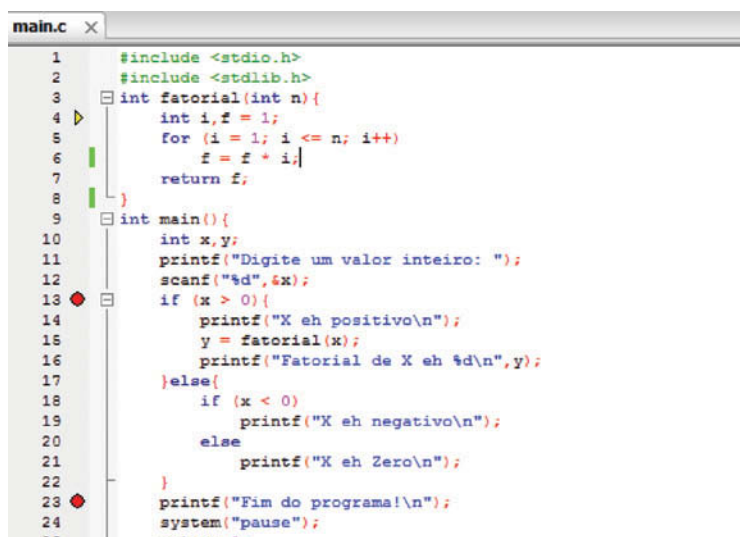 main.c ×
1 #include <stdio.h>
2 #include <stdlib.h>
3 int fatorial(int n){
4 int i,f = 1;
5 for (i = 1; i <= n; i++)
6 f = f * i;
7 return f;
8 }
9 int main(){
10 int x,y;
11 printf("Digite um valor inteiro: ");
12 scanf("%d",&x);
13 if (x > 0){
14 printf("X eh positivo\n");
15 y = fatorial(x);
16 printf("Fatorial de X eh %d\n",y);
17 }else{
18 if (x < 0)
19 printf("X eh negativo\n");
20 else
21 printf("X eh Zero\n");
22 }
23 printf("Fim do programa!\n");
24 system("pause");